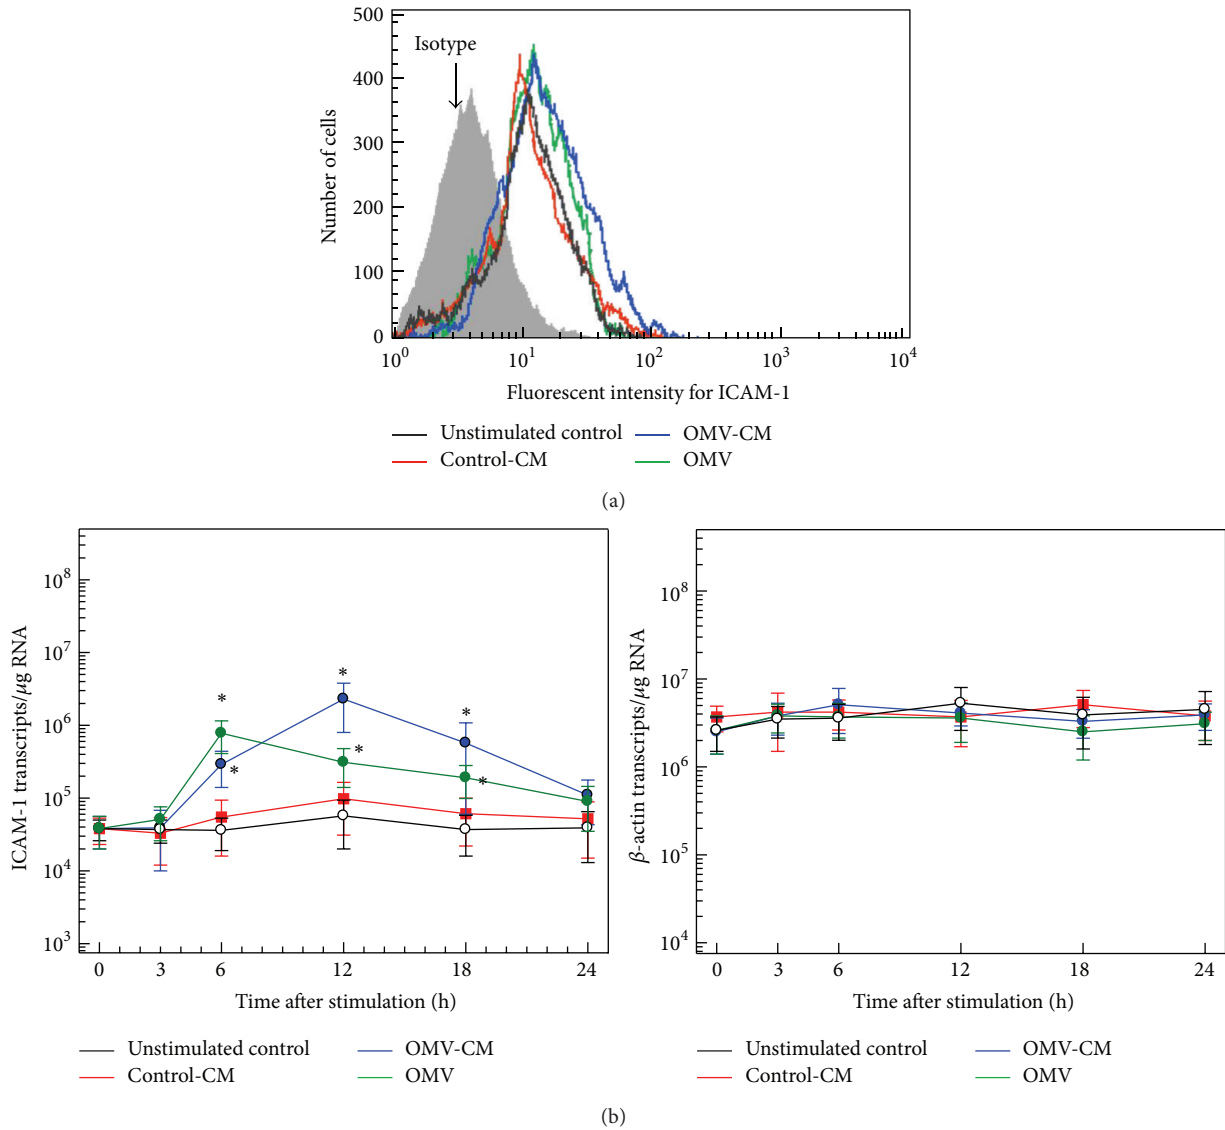 500
400
300
200
100
0
Number of cells
Isotype
10^0 10^1 10^2 10^3 10^4
Fluorescent intensity for ICAM-1
Unstimulated control OMV-CM
Control-CM OMV
(a)
ICAM-1 transcripts/μg RNA
10^8
10^7
10^6
10^5
10^4
10^3
* * *
* * *
0 3 6 12 18 24
Time after stimulation (h)
Unstimulated control OMV-CM
Control-CM OMV
β-actin transcripts/μg RNA
10^8
10^7
10^6
10^5
10^4
0 3 6 12 18 24
Time after stimulation (h)
Unstimulated control OMV-CM
Control-CM OMV
(b)